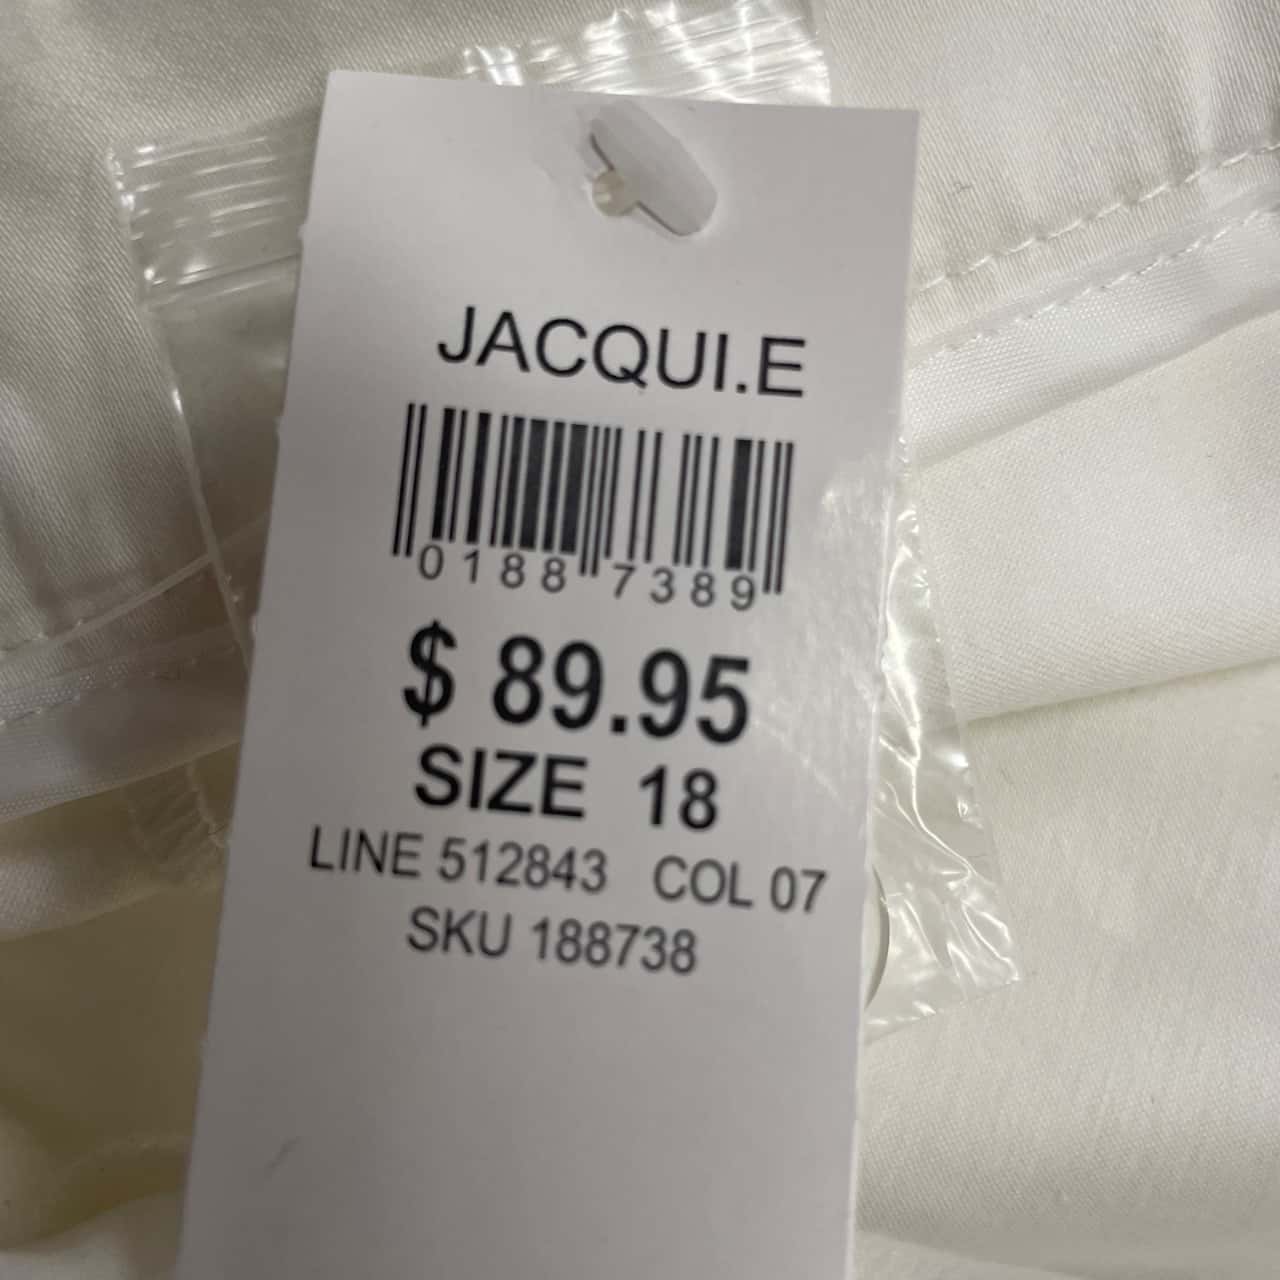 JACQUI.E
0188 7389
$ 89.95
SIZE 18
LINE 512843 COL 07
SKU 188738